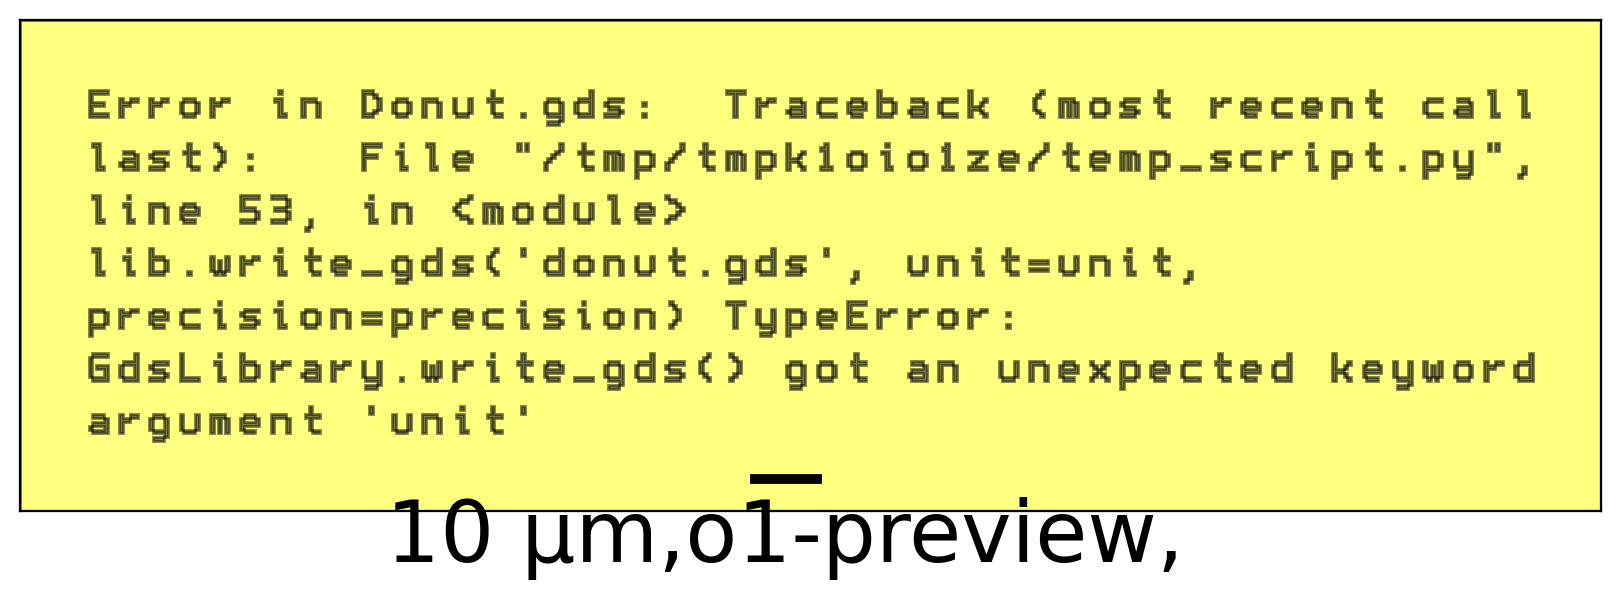 Error in Donut.gds:  Traceback (most recent call
last):   File "/tmp/tmpk1oio1ze/temp_script.py",
line 53, in <module>
lib.write_gds('donut.gds', unit=unit,
precision=precision) TypeError:
GdsLibrary.write_gds() got an unexpected keyword
argument 'unit'
10 µm,o1-preview,